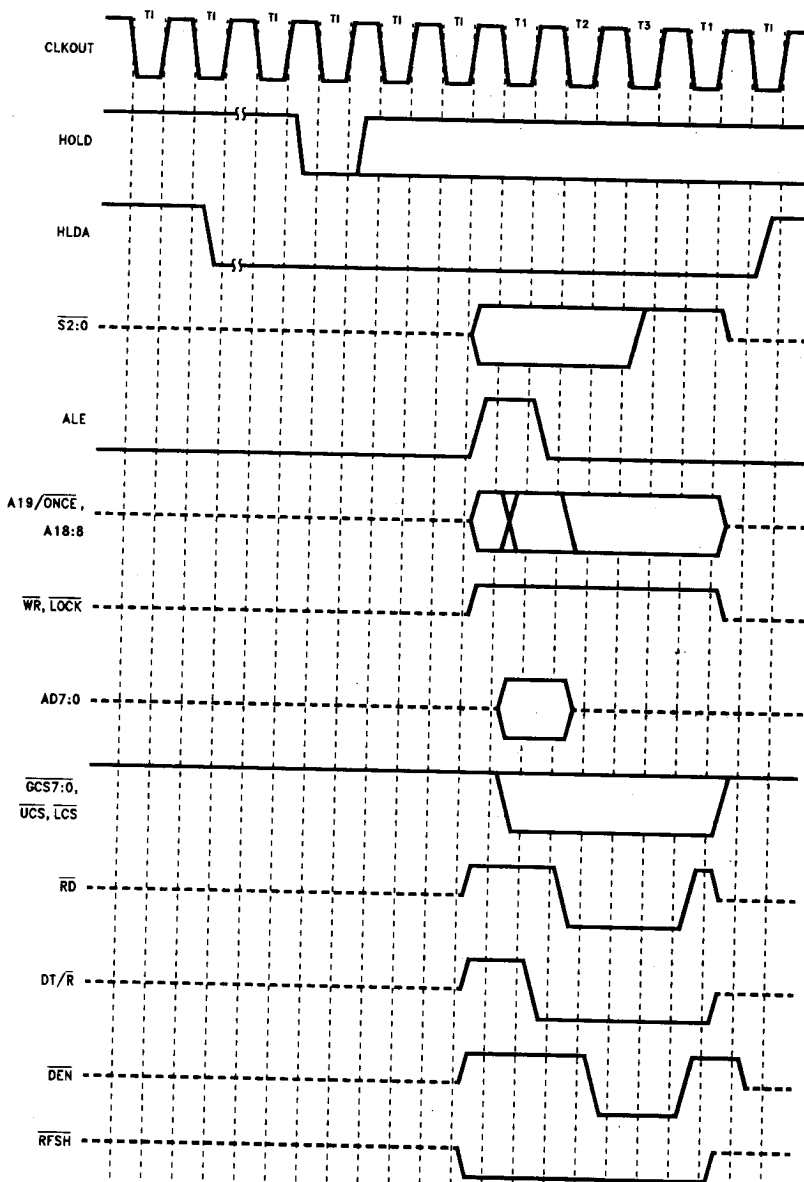 TI TI TI TI TI TI T1 T2 T3 T1 TI
CLKOUT
HOLD
HLDA
S2:0
ALE
A19/ONCE,
A18:8
WR, LOCK
AD7:0
GCS7:0,
UCS, LCS
RD
DT/R
DEN
RFSH